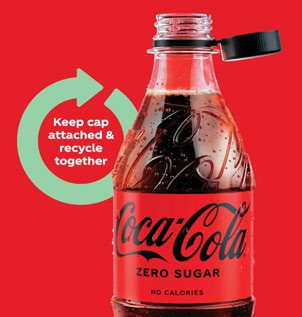 Keep cap
attached &
recycle
together
Coca-Cola
ZERO SUGAR
NO CALORIES